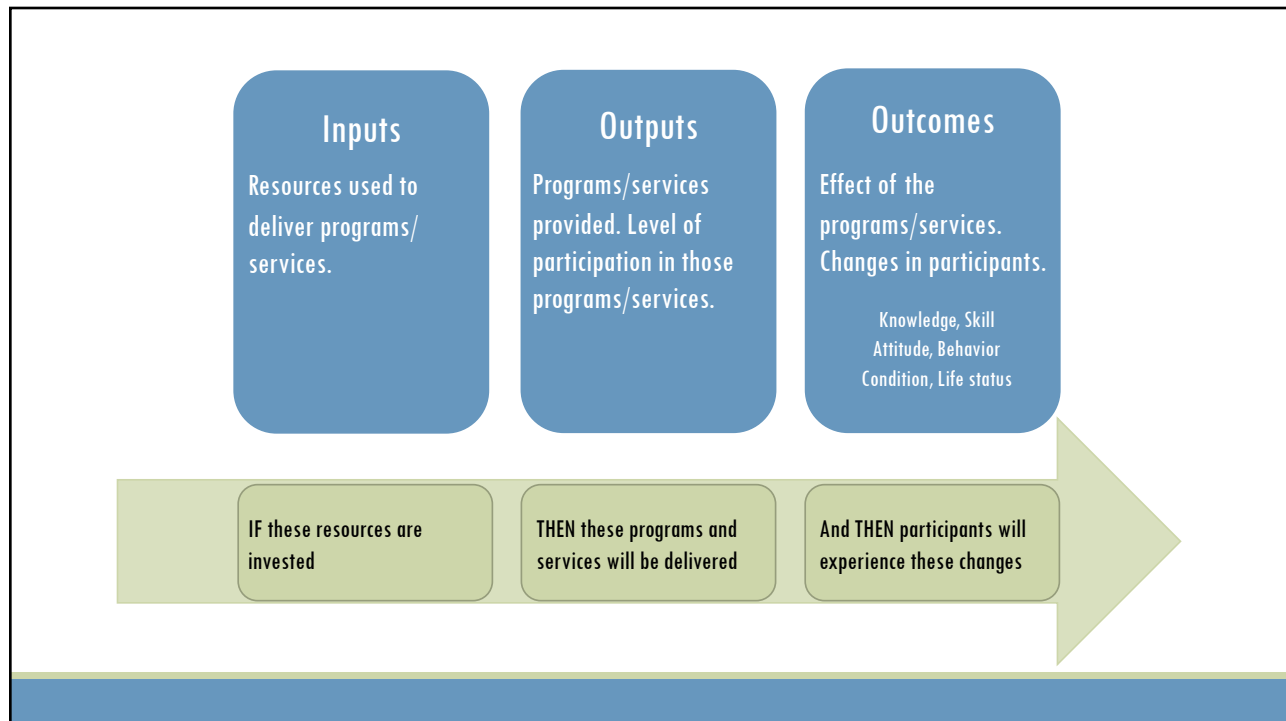 Inputs
Resources used to
deliver programs/
services.
Outputs
Programs/services
provided. Level of
participation in those
programs/services.
Outcomes
Effect of the
programs/services.
Changes in participants.
Knowledge, Skill
Attitude, Behavior
Condition, Life status
IF these resources are
invested
THEN these programs and
services will be delivered
And THEN participants will
experience these changes